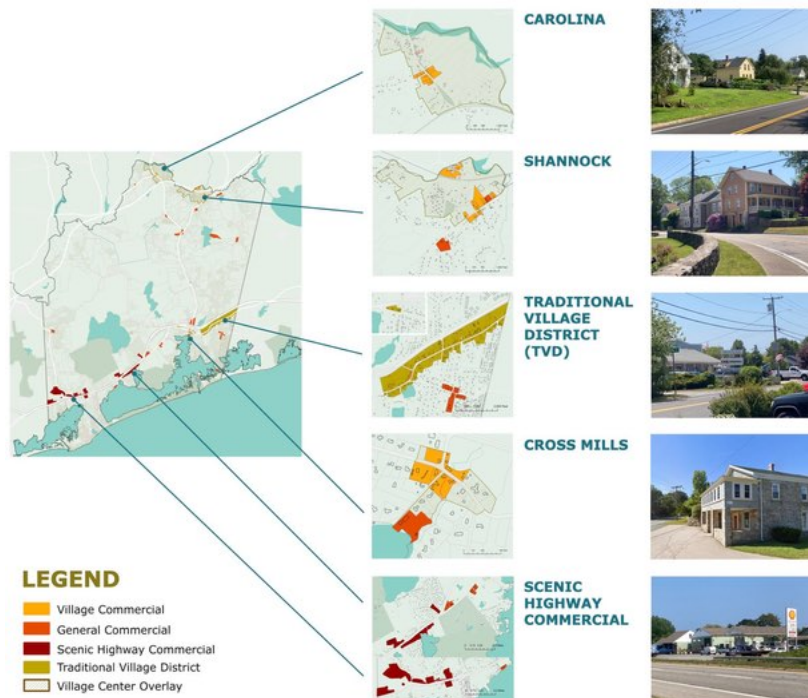 CAROLINA
SHANNOCK
TRADITIONAL
VILLAGE
DISTRICT
(TVD)
CROSS MILLS
SCENIC
HIGHWAY
COMMERCIAL
LEGEND
Village Commercial
General Commercial
Scenic Highway Commercial
Traditional Village District
Village Center Overlay